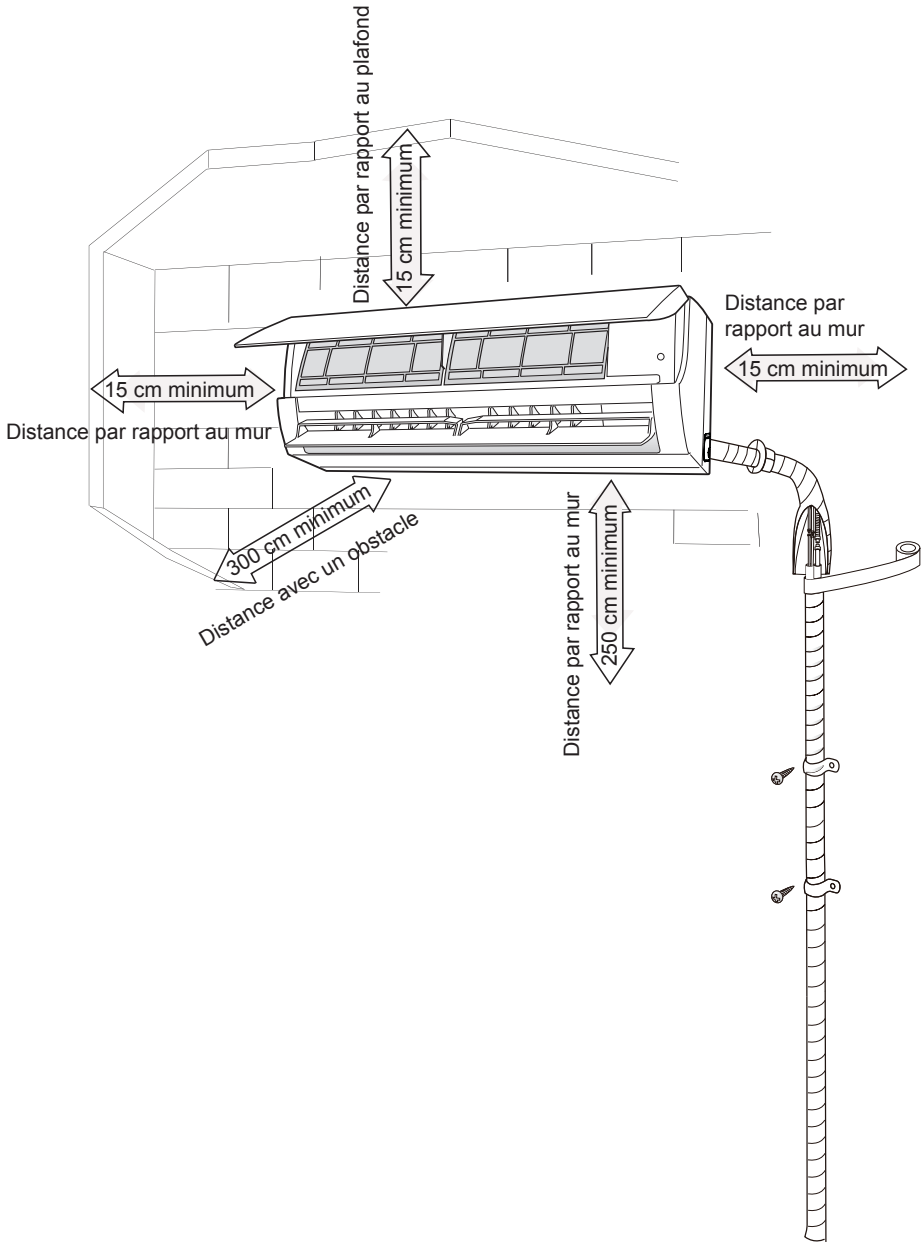 Distance par rapport au plafond
15 cm minimum
Distance par
rapport au mur
15 cm minimum
15 cm minimum
Distance par rapport au mur
300 cm minimum
Distance avec un obstacle
Distance par rapport au mur
250 cm minimum